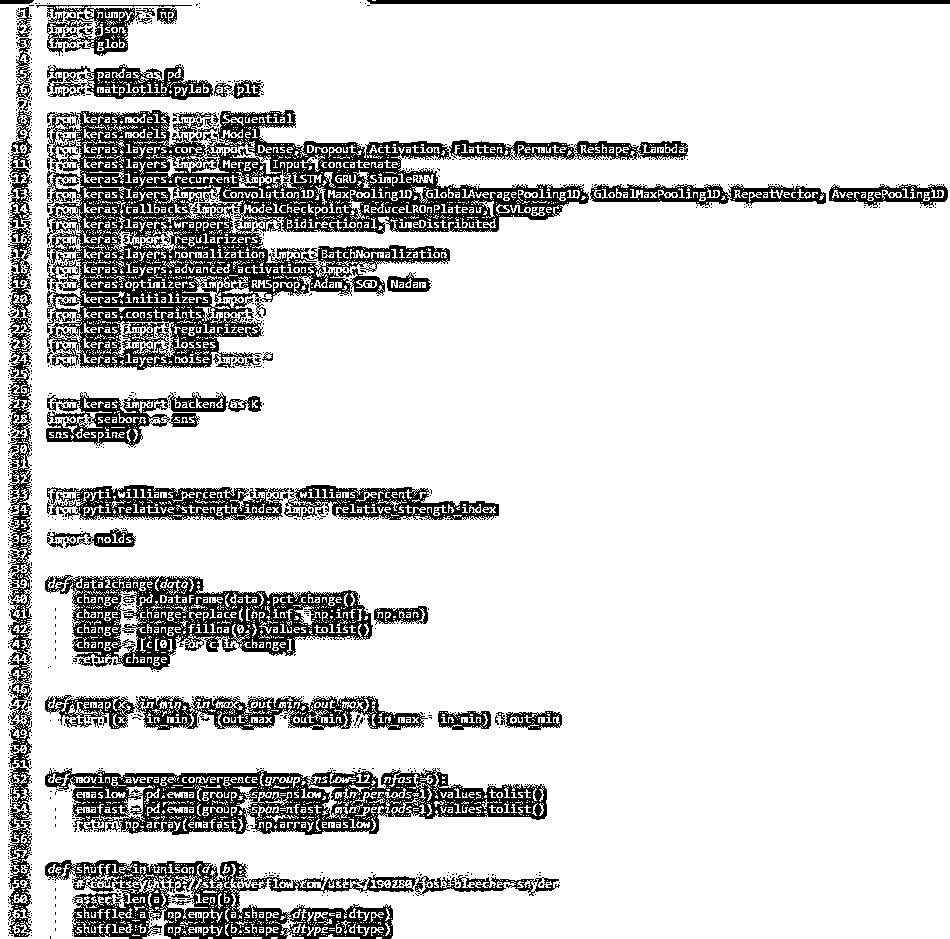 1 import numpy as np
2 import json
3 import glob
4
5 import pandas as pd
6 import matplotlib.pylab as plt
7
8 from keras.models import Sequential
9 from keras.models import Model
10 from keras.layers.core import Dense, Dropout, Activation, Flatten, Permute, Reshape, Lambda
11 from keras.layers import Merge, Input, concatenate
12 from keras.layers.recurrent import LSTM, GRU, SimpleRNN
13 from keras.layers import Convolution1D, MaxPooling1D, GlobalAveragePooling1D, GlobalMaxPooling1D, RepeatVector, AveragePooling1D
14 from keras.callbacks import ModelCheckpoint, ReduceLROnPlateau, CSVLogger
15 from keras.layers.wrappers import Bidirectional, TimeDistributed
16 from keras import regularizers
17 from keras.layers.normalization import BatchNormalization
18 from keras.layers.advanced_activations import *
19 from keras.optimizers import RMSprop, Adam, SGD, Nadam
20 from keras.initializers import *
21 from keras.constraints import *
22 from keras import regularizers
23 from keras import losses
24 from keras.layers.noise import *
25
26
27 from keras import backend as K
28 import seaborn as sns
29 sns.despine()
30
31
32
33 from pyti.williams_percent_r import williams_percent_r
34 from pyti.relative_strength_index import relative_strength_index
35
36 import nolds
37
38
39 def data2change(data):
40 change = pd.DataFrame(data).pct_change()
41 change = change.replace([np.inf, -np.inf], np.nan)
42 change = change.fillna(0.).values.tolist()
43 change = [c[0] for c in change]
44 return change
45
46
47 def remap(x, in_min, in_max, out_min, out_max):
48 return (x - in_min) * (out_max - out_min) / (in_max - in_min) + out_min
49
50
51
52 def moving_average_convergence(group, nslow=12, nfast=6):
53 emaslow = pd.ewma(group, span=nslow, min_periods=1).values.tolist()
54 emafast = pd.ewma(group, span=nfast, min_periods=1).values.tolist()
55 return np.array(emafast) - np.array(emaslow)
56
57
58 def shuffle_in_unison(a, b):
59 # courtsey http://stackoverflow.com/users/190280/josh-bleecher-snyder
60 assert len(a) == len(b)
61 shuffled_a = np.empty(a.shape, dtype=a.dtype)
62 shuffled_b = np.empty(b.shape, dtype=b.dtype)